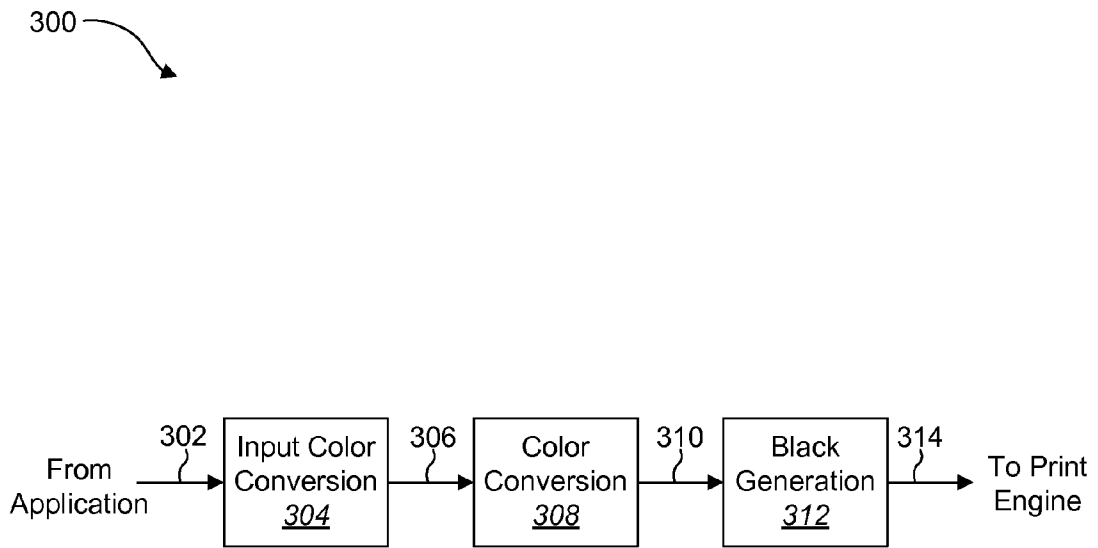 300
302
306
310
314
From
Application
Input Color
Conversion
304
Color
Conversion
308
Black
Generation
312
To Print
Engine